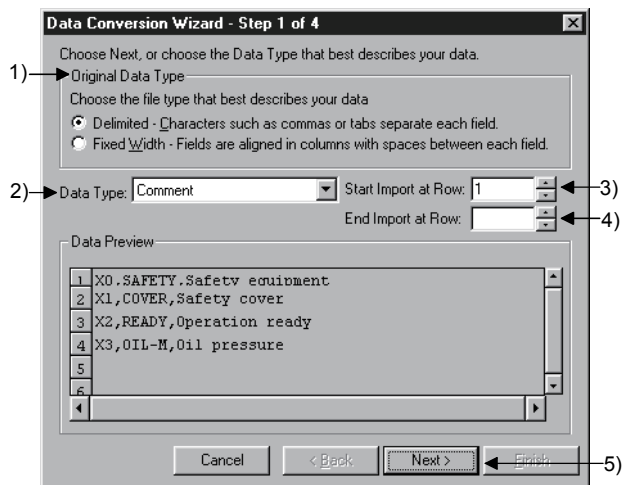 Data Conversion Wizard - Step 1 of 4
Choose Next, or choose the Data Type that best describes your data.
1) Original Data Type
Choose the file type that best describes your data
Delimited - Characters such as commas or tabs separate each field.
Fixed Width - Fields are aligned in columns with spaces between each field.
2) Data Type: Comment Start Import at Row: 1 3)
End Import at Row: 4)
Data Preview
1 X0.SAFETY.Safety equipment
2 X1,COVER,Safety cover
3 X2,READY,Operation ready
4 X3,OIL-M,Oil pressure
5
6
Cancel < Back Next > Finish 5)